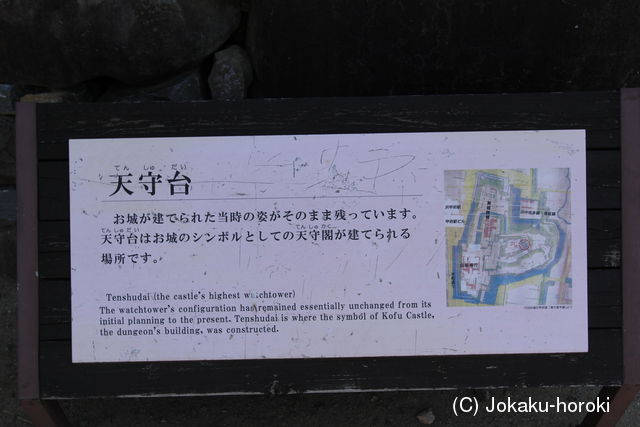 てん しゅ だい
天守台
お城が建てられた当時の姿がそのまま残っています。
てんしゅだい てんしゅかく
天守台はお城のシンボルとしての天守閣が建てられる
場所です。
Tenshudai (the castle's highest watchtower)
The watchtower's configuration has remained essentially unchanged from its
initial planning to the present. Tenshudai is where the symbol of Kofu Castle,
the dungeon's building, was constructed.
(C) Jokaku-horoki